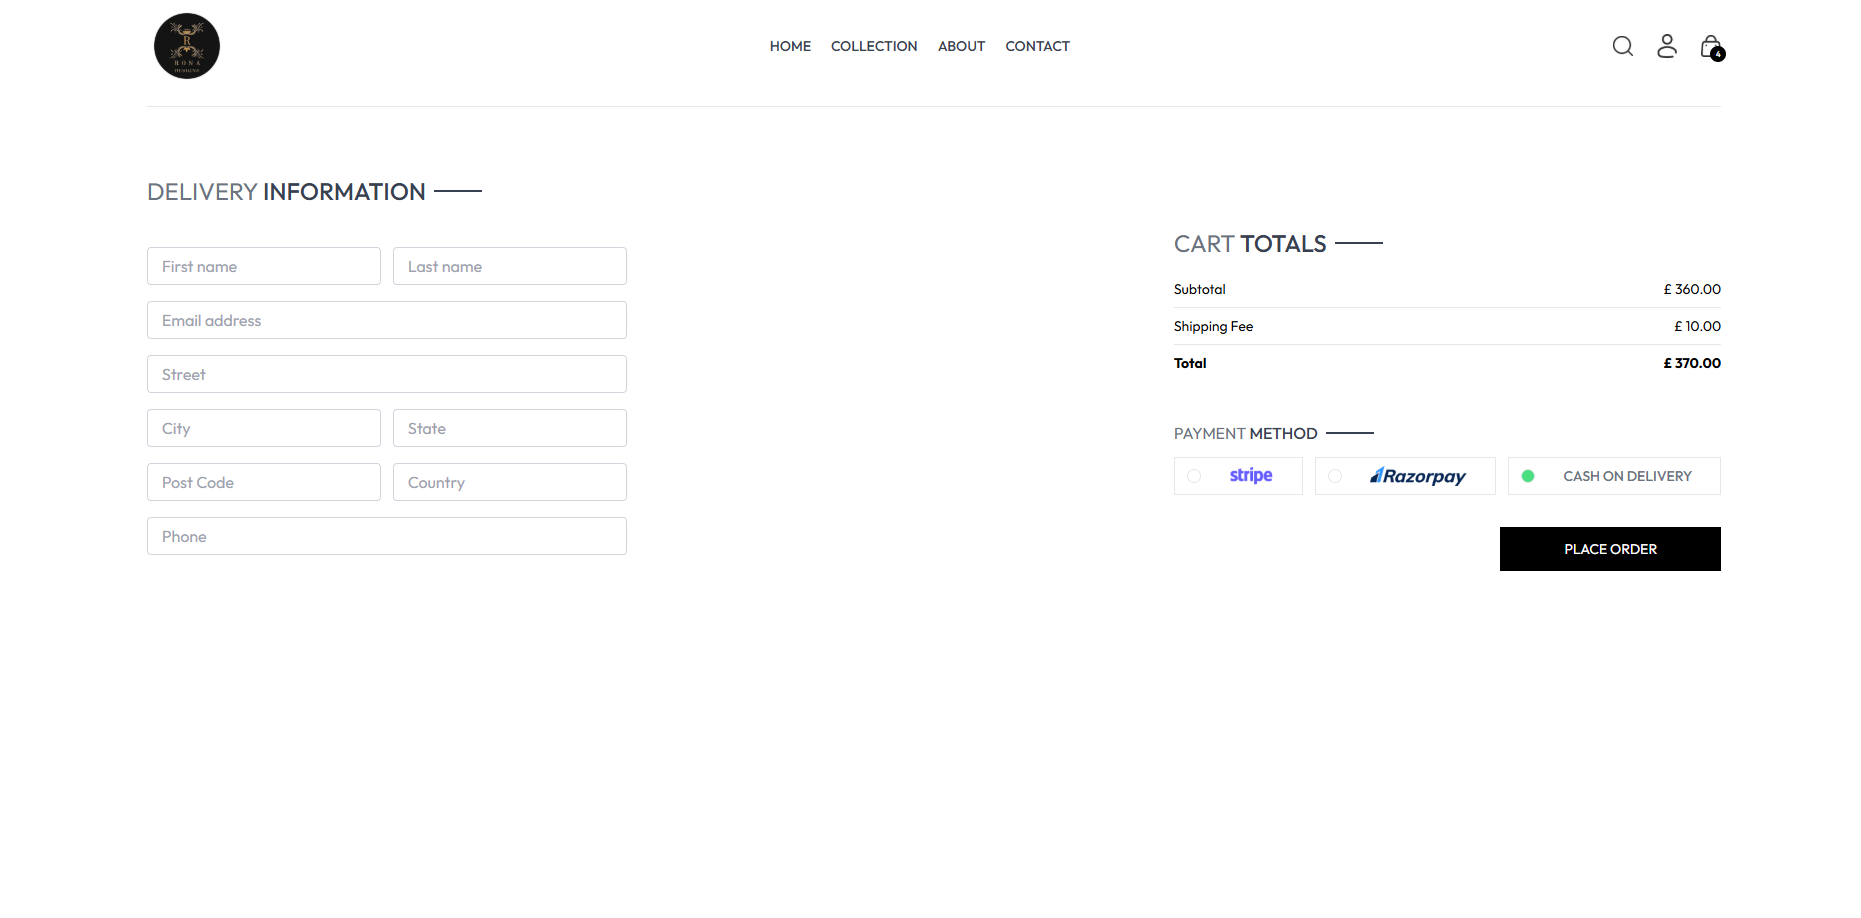 R
RONA
DESIGNS
HOME COLLECTION ABOUT CONTACT
4
DELIVERY INFORMATION
First name Last name
Email address
Street
City State
Post Code Country
Phone
CART TOTALS
Subtotal £ 360.00
Shipping Fee £ 10.00
Total £ 370.00
PAYMENT METHOD
stripe Razorpay CASH ON DELIVERY
PLACE ORDER